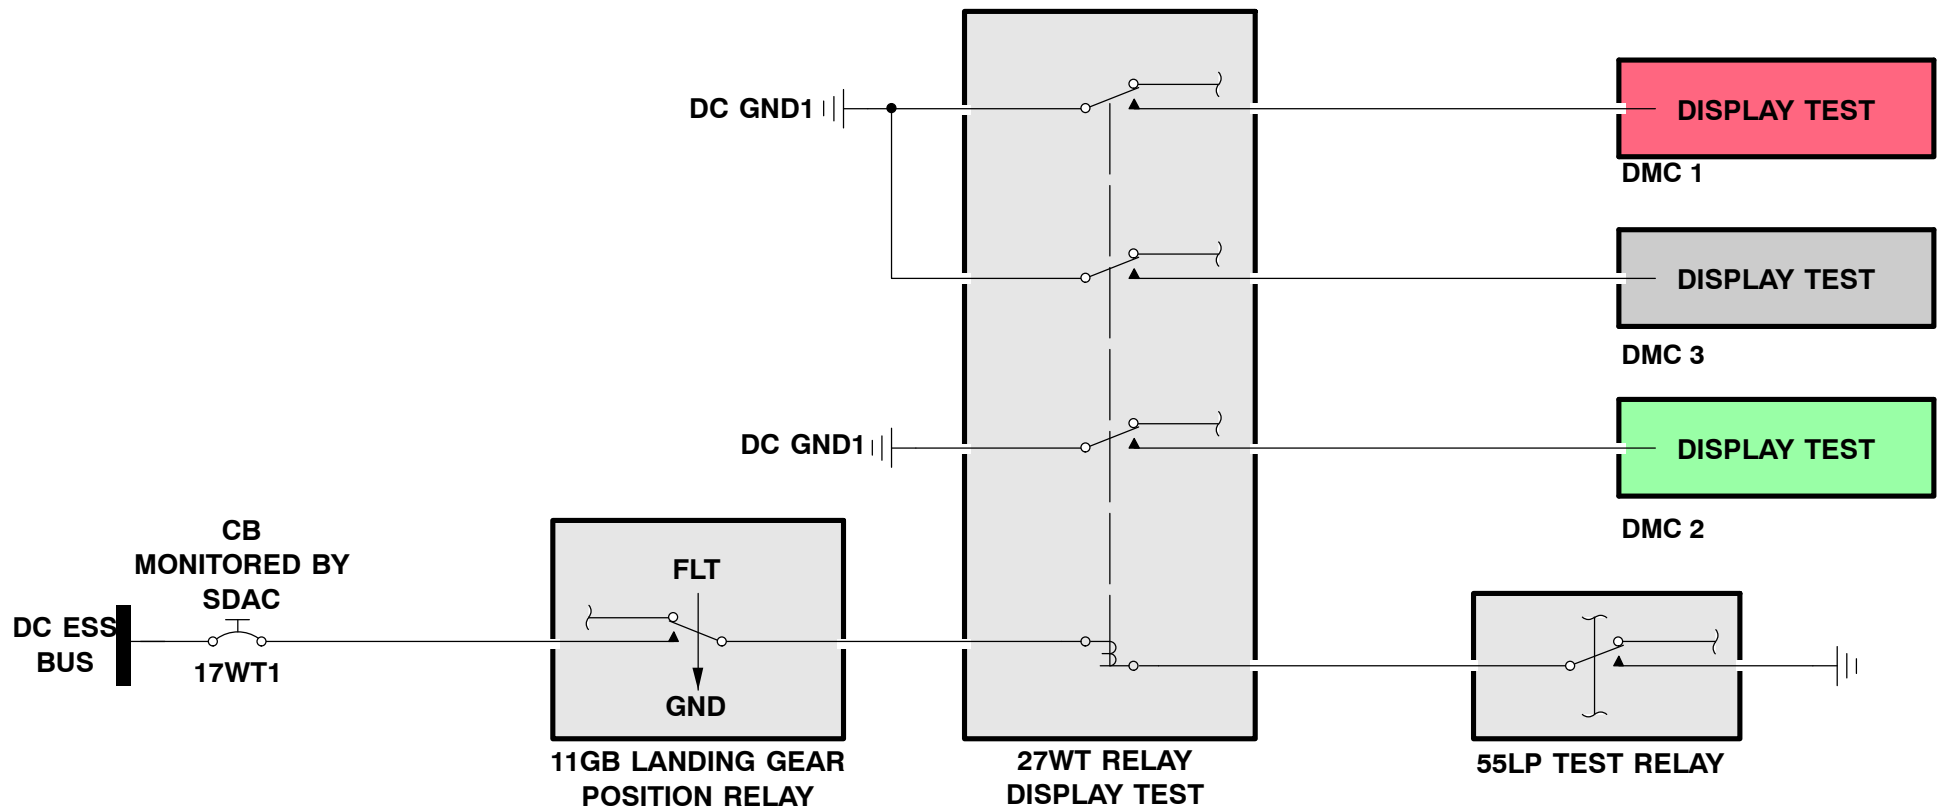 DC GND1
DISPLAY TEST
DMC 1
DISPLAY TEST
DMC 3
DC GND1
DISPLAY TEST
DMC 2
CB
MONITORED BY
SDAC
DC ESS
BUS
17WT1
FLT
GND
11GB LANDING GEAR
POSITION RELAY
27WT RELAY
DISPLAY TEST
55LP TEST RELAY